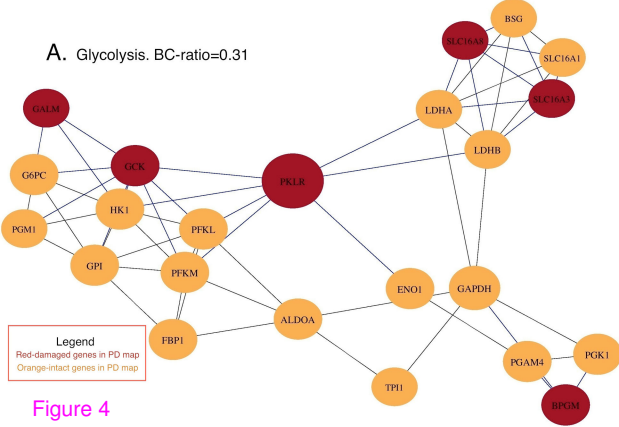 A. Glycolysis. BC-ratio=0.31
BSG
SLC16A8
SLC16A1
SLC16A3
GALM
LDHA
LDHB
GCK
G6PC
PKLR
HK1
PGM1
PFKL
GPI
PFKM
ENO1
GAPDH
ALDOA
FBP1
PGAM4
PGK1
TPI1
BPGM
Legend
Red-damaged genes in PD map
Orange-intact genes in PD map
Figure 4